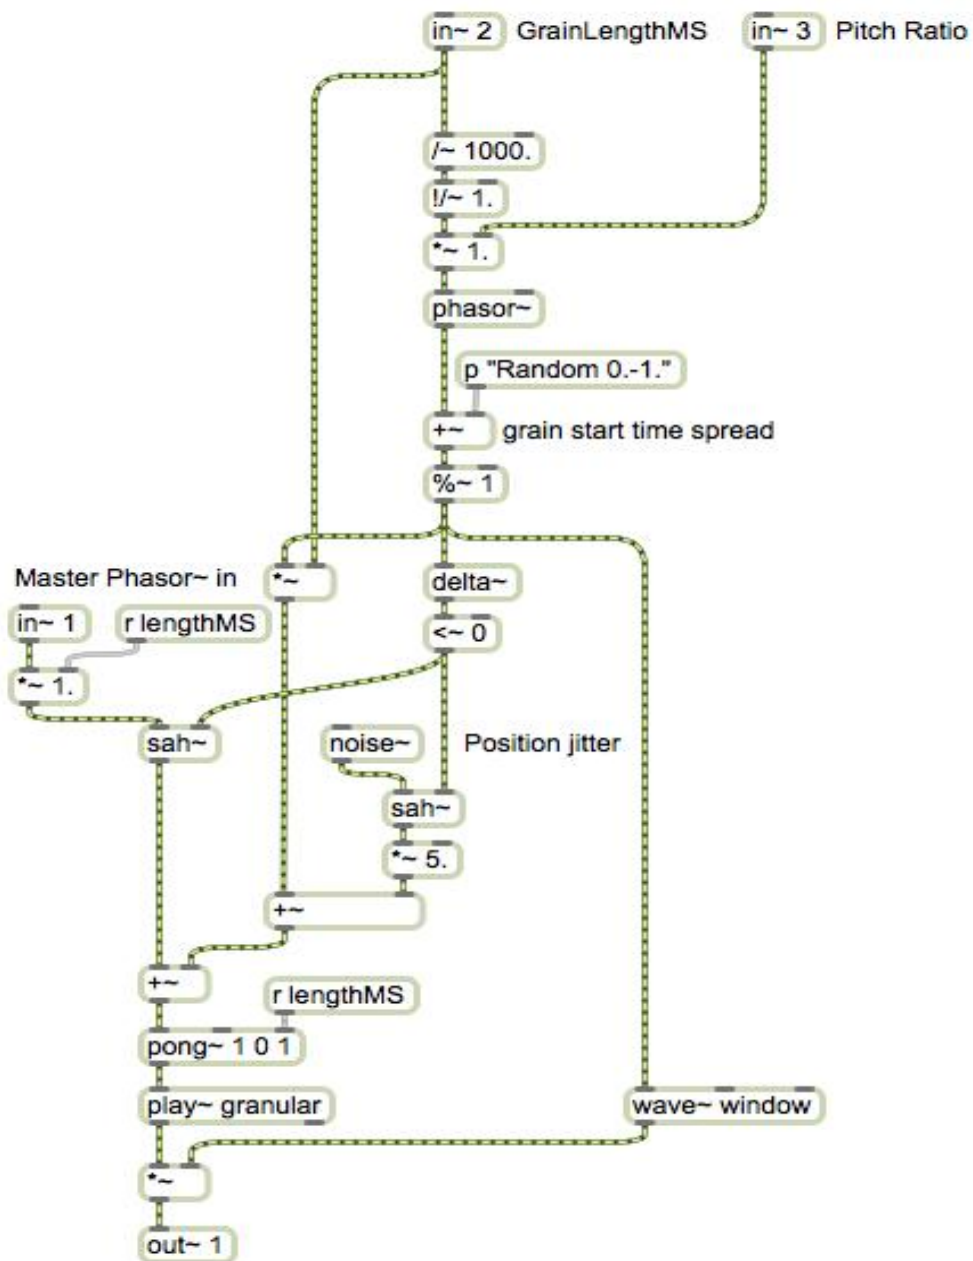 in~ 2 GrainLengthMS in~ 3 Pitch Ratio
/~ 1000.
!/~ 1.
*~ 1.
phasor~
p "Random 0.-1."
+~ grain start time spread
%~ 1
Master Phasor~ in *~ delta~
in~ 1 r lengthMS <~ 0
*~ 1.
sah~ noise~ Position jitter
sah~
*~ 5.
+~
+~ r lengthMS
pong~ 1 0 1
play~ granular wave~ window
*~
out~ 1